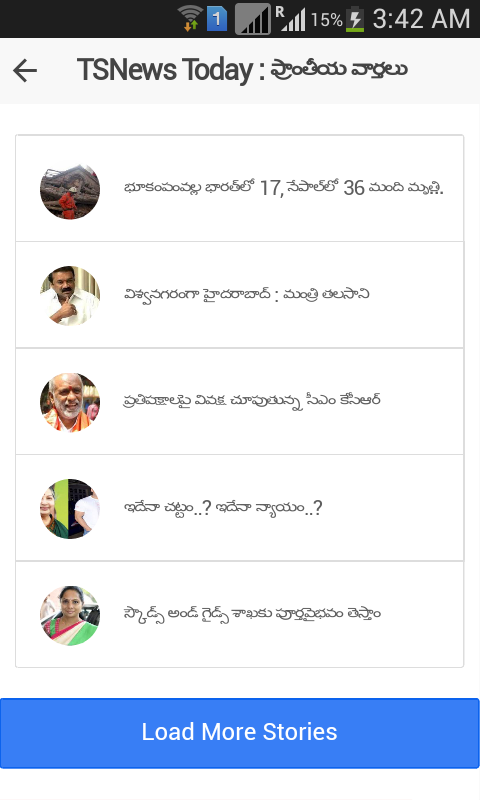 R 15% 3:42 AM
1
TSNews Today : ప్రాంతీయ వార్తలు
భూకంపంవల్ల భారత్‌లో 17, నేపాల్‌లో 36 మంది మృతి.
విశ్వనగరంగా హైదరాబాద్ : మంత్రి తలసాని
ప్రతిపక్షాలపై వివక్ష చూపుతున్న సీఎం కేసీఆర్
ఇదేనా చట్టం..? ఇదేనా న్యాయం..?
స్కౌడ్స్ అండ్ గైడ్స్ శాఖకు పూర్వవైభవం తెస్తాం
Load More Stories